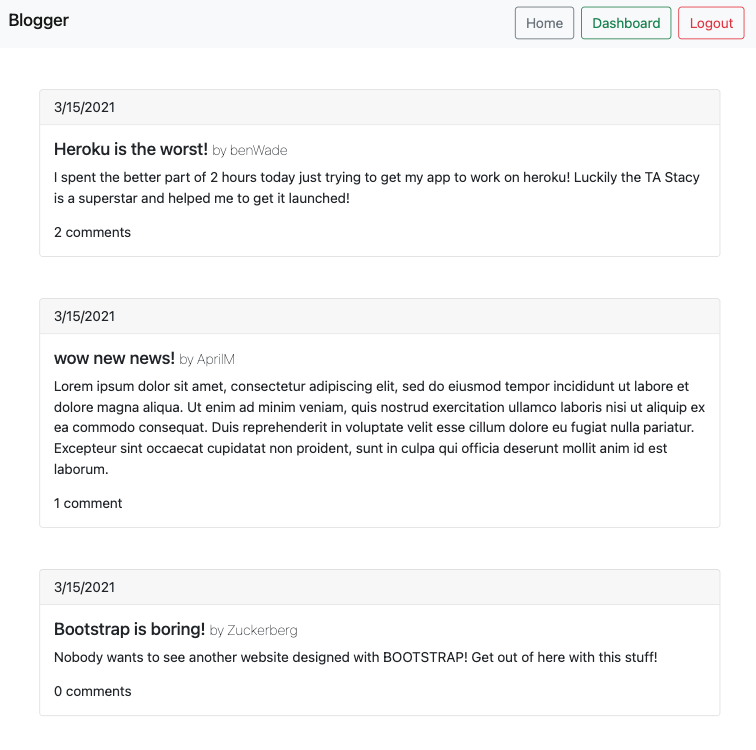 Blogger
Home Dashboard Logout
3/15/2021
Heroku is the worst! by benWade
I spent the better part of 2 hours today just trying to get my app to work on heroku! Luckily the TA Stacy
is a superstar and helped me to get it launched!
2 comments
3/15/2021
wow new news! by AprilM
Lorem ipsum dolor sit amet, consectetur adipiscing elit, sed do eiusmod tempor incididunt ut labore et
dolore magna aliqua. Ut enim ad minim veniam, quis nostrud exercitation ullamco laboris nisi ut aliquip ex
ea commodo consequat. Duis reprehenderit in voluptate velit esse cillum dolore eu fugiat nulla pariatur.
Excepteur sint occaecat cupidatat non proident, sunt in culpa qui officia deserunt mollit anim id est
laborum.
1 comment
3/15/2021
Bootstrap is boring! by Zuckerberg
Nobody wants to see another website designed with BOOTSTRAP! Get out of here with this stuff!
0 comments